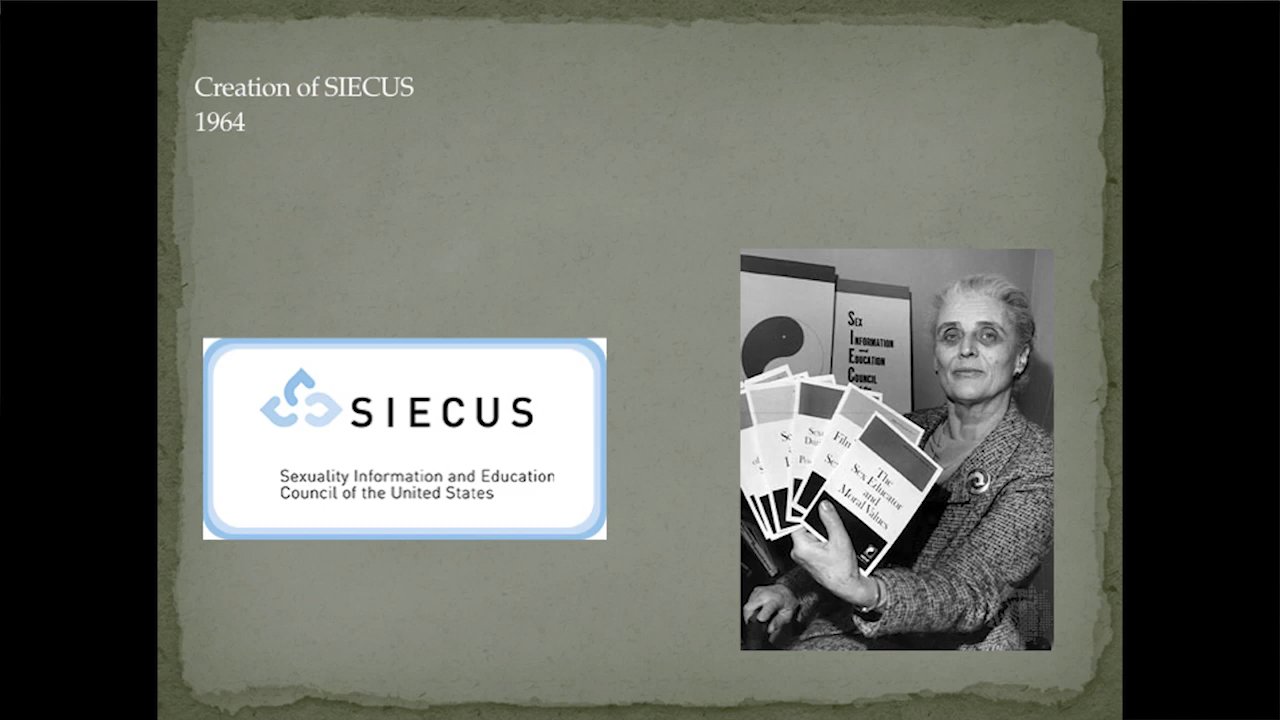 Creation of SIECUS
1964
SIECUS
Sexuality Information and Education
Council of the United States
SEX
INFORMATION
and
EDUCATION
COUNCIL
Film
The
Sex Educator
and
Moral Values